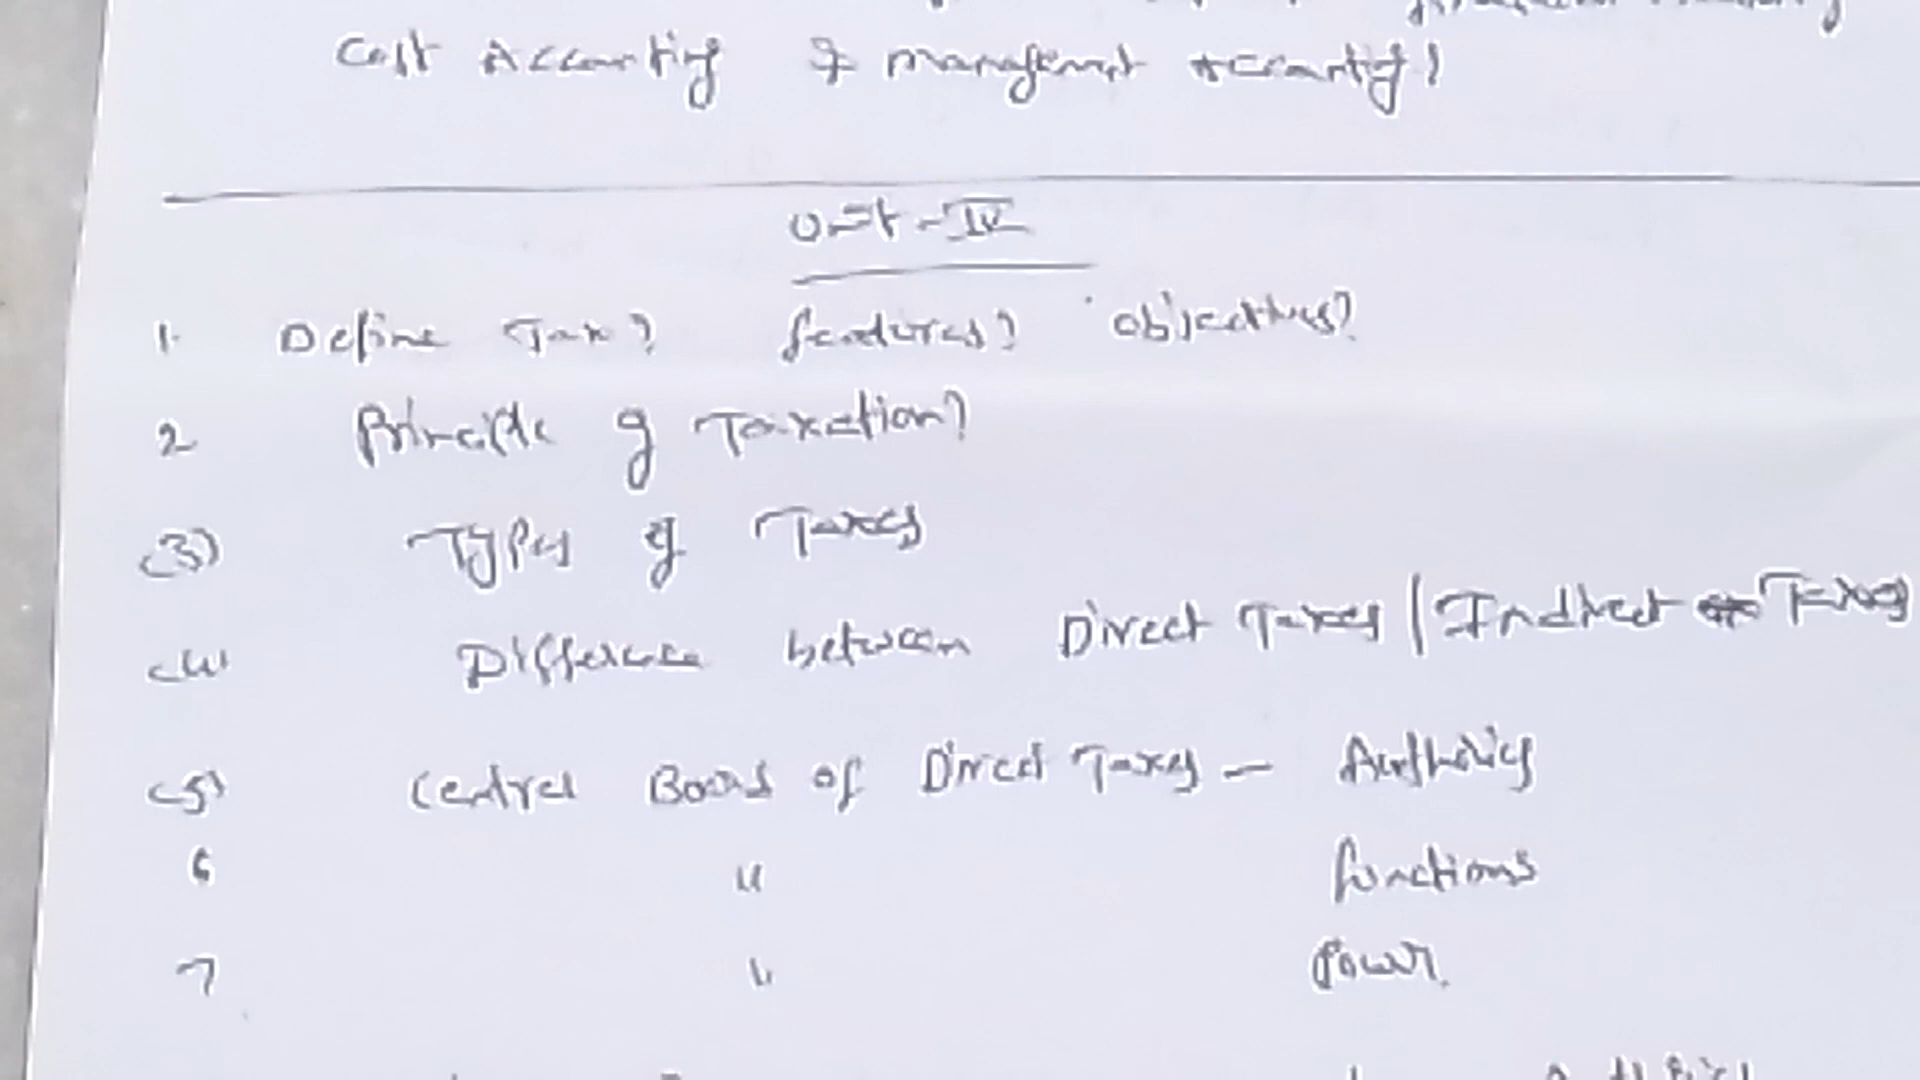 Cost Accounting & management Accounting?
Unit-IV
1. Define Tax? features? objectives?
2 Principle of Taxation?
(3) Types of Taxes
(4) Difference between Direct Taxes | Indirect Taxes
(5) Central Board of Direct Taxes - Authority
6 " functions
7 " Power.